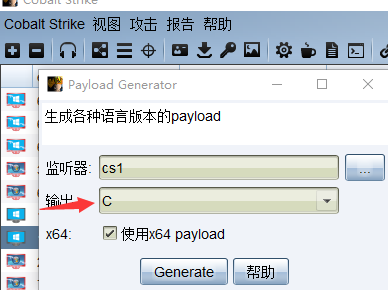 Cobalt Strike
Cobalt Strike 视图 攻击 报告 帮助
Payload Generator
生成各种语言版本的payload
监听器: cs1
...
输出: C
x64: 使用x64 payload
Generate 帮助